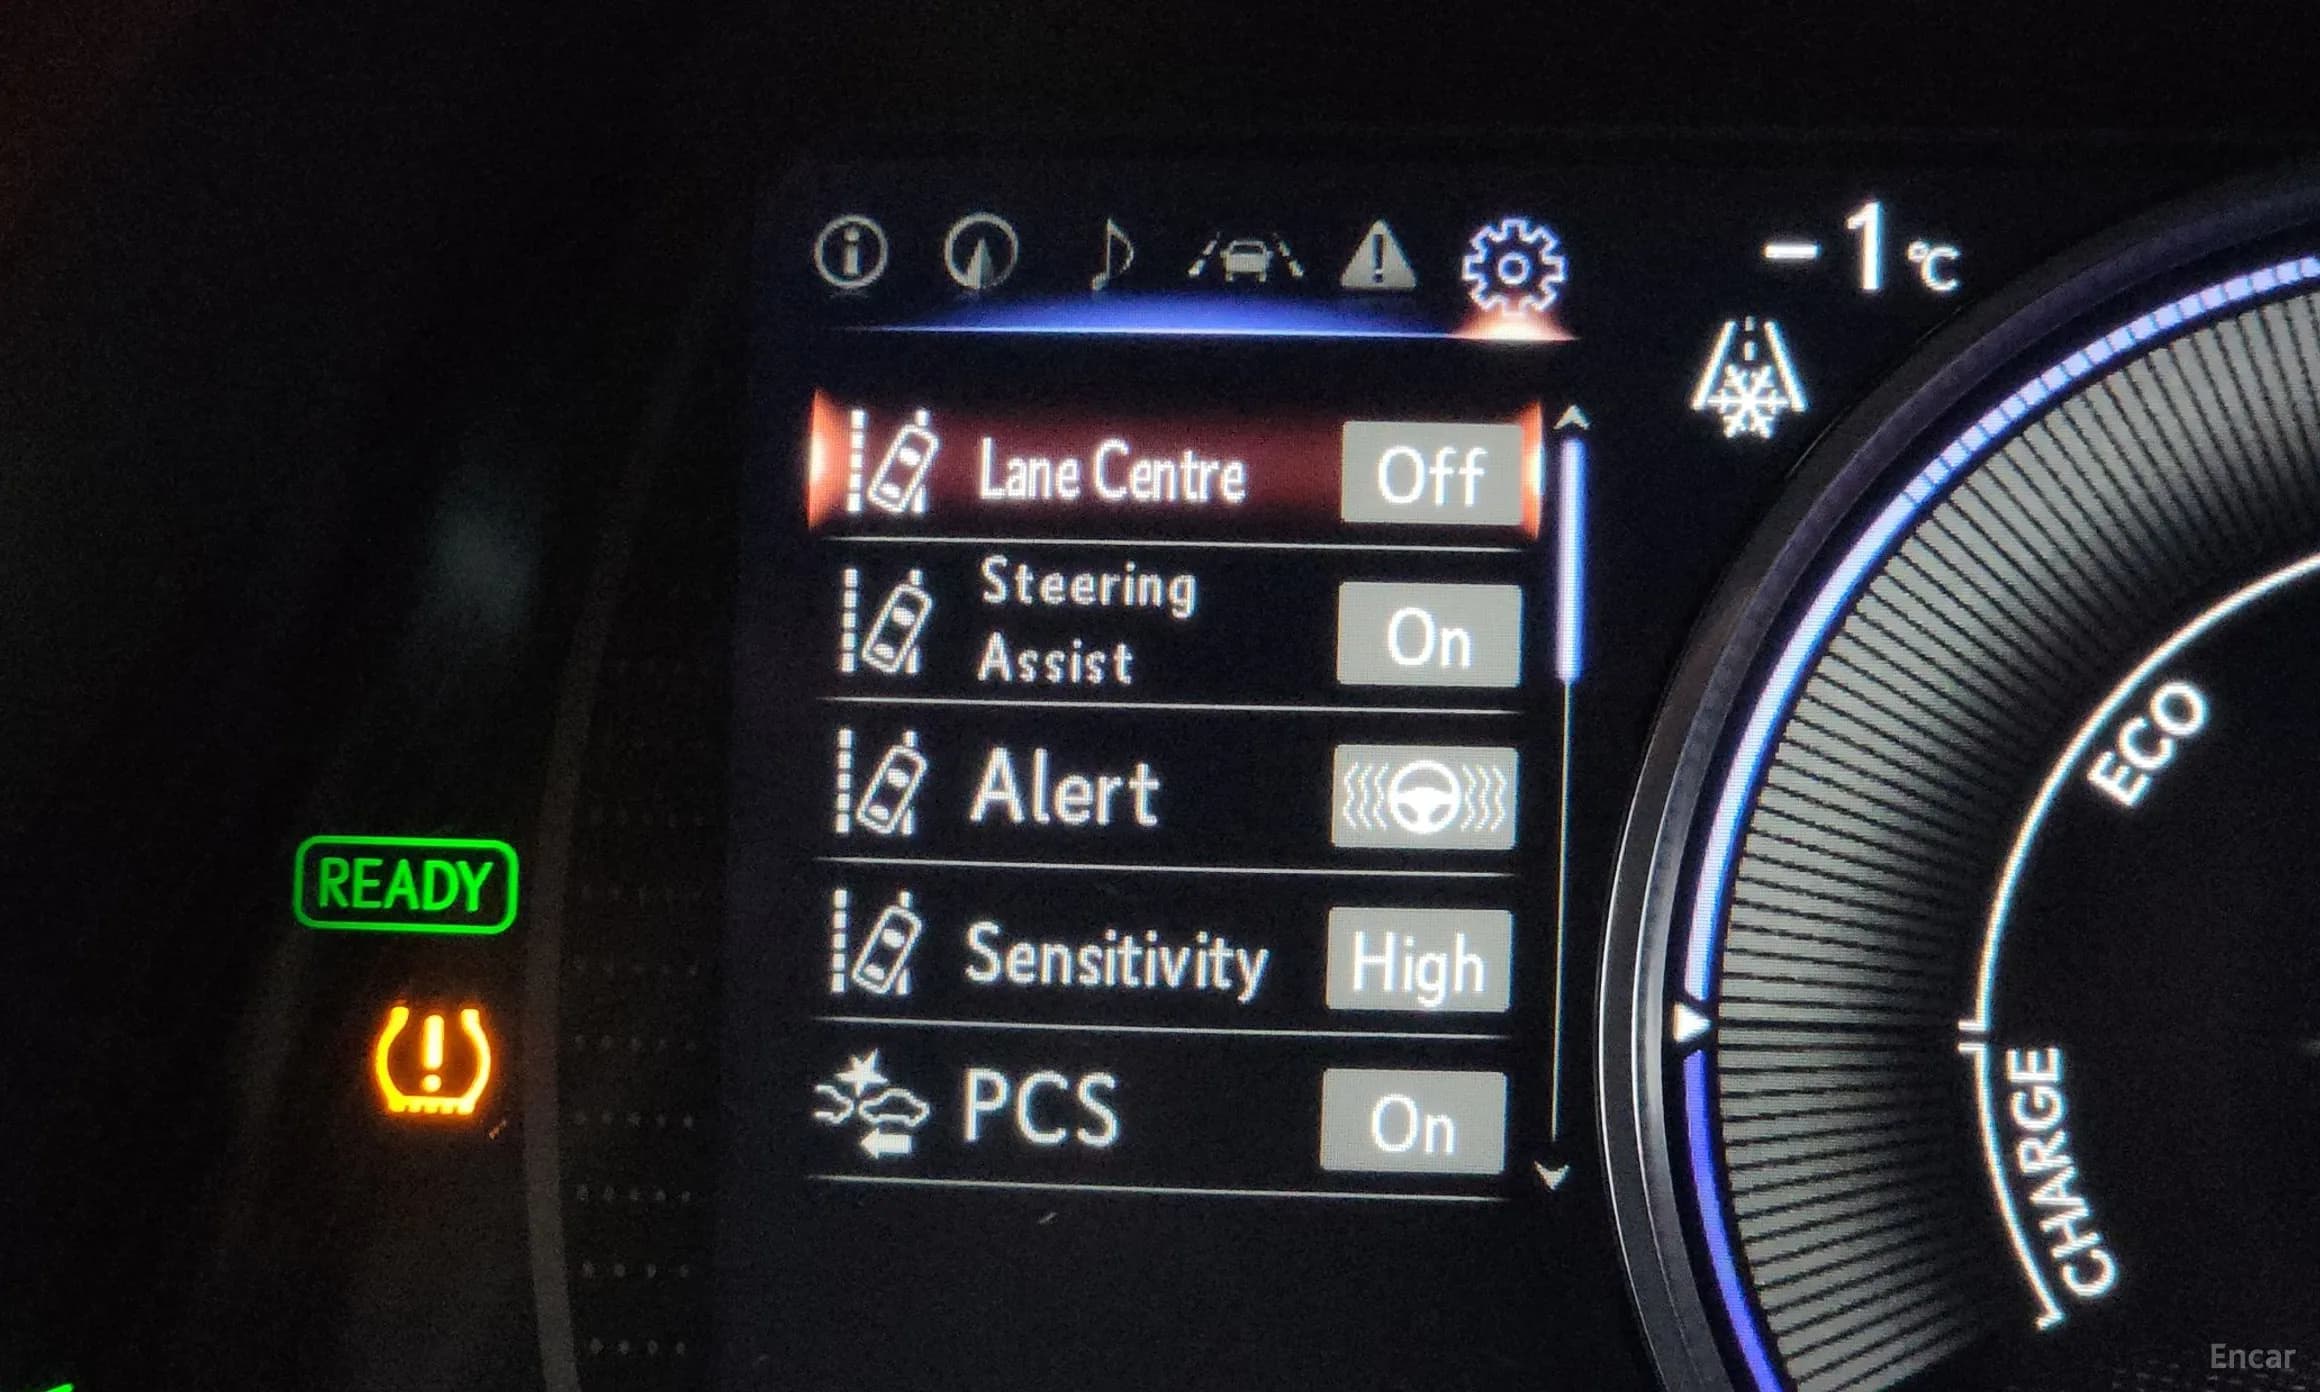 -1°C
Lane Centre Off
Steering
Assist On
Alert
Sensitivity High
PCS On
READY
ECO
CHARGE
Encar